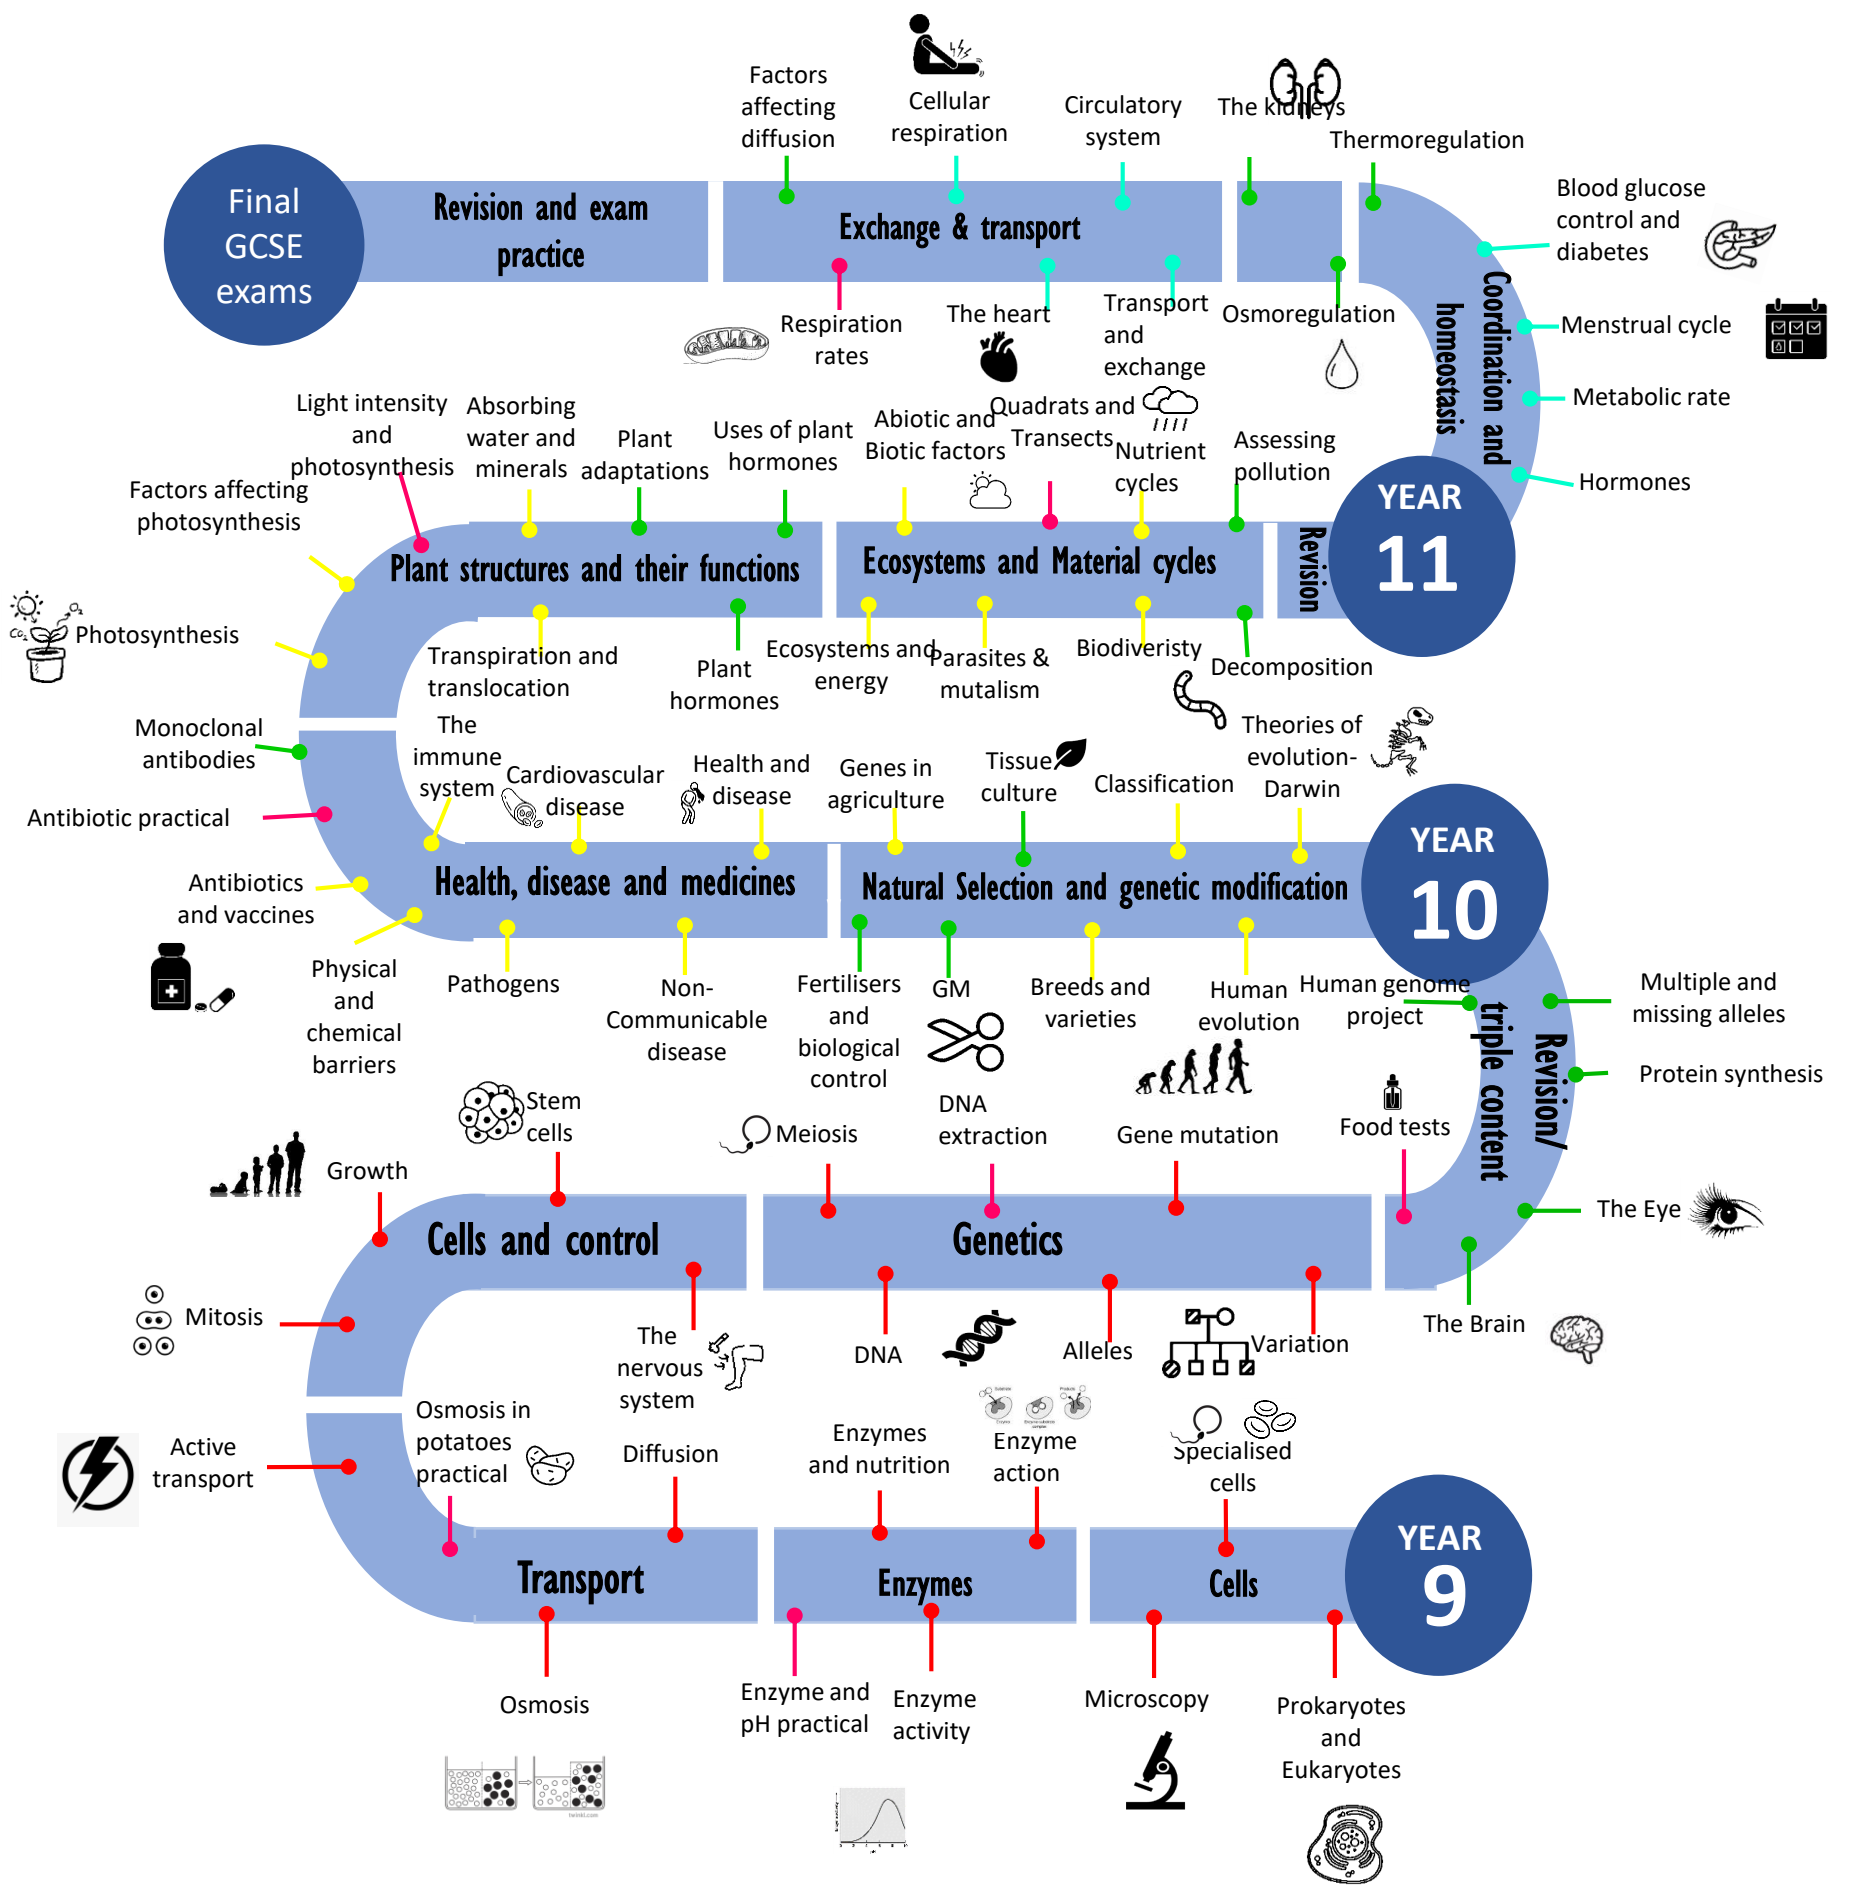 Factors
affecting
diffusion
Cellular
respiration
Circulatory
system
The kidneys
Thermoregulation
Final
GCSE
exams
Revision and exam
practice
Exchange & transport
Blood glucose
control and
diabetes
Respiration
rates
The heart
Transport
and
exchange
Osmoregulation
Coordination and
homeostasis
Menstrual cycle
Metabolic rate
Hormones
Light intensity
and
photosynthesis
Absorbing
water and
minerals
Plant
adaptations
Uses of plant
hormones
Abiotic and
Biotic factors
Quadrats and
Transects
Nutrient
cycles
Assessing
pollution
Factors affecting
photosynthesis
Plant structures and their functions
Ecosystems and Material cycles
Revision
YEAR
11
O2
CO2
Photosynthesis
Transpiration and
translocation
Plant
hormones
Ecosystems and
energy
Parasites &
mutalism
Biodiveristy
Decomposition
Monoclonal
antibodies
The
immune
system
Cardiovascular
disease
Health and
disease
Genes in
agriculture
Tissue
culture
Classification
Theories of
evolution-
Darwin
Antibiotic practical
Antibiotics
and vaccines
Health, disease and medicines
Natural Selection and genetic modification
YEAR
10
Physical
and
chemical
barriers
Pathogens
Non-
Communicable
disease
Fertilisers
and
biological
control
GM
Breeds and
varieties
Human
evolution
Human genome
project
Multiple and
missing alleles
Revision/
triple content
Protein synthesis
Stem
cells
Growth
Meiosis
DNA
extraction
Gene mutation
Food tests
The Eye
Cells and control
Genetics
Mitosis
The
nervous
system
DNA
Alleles
Variation
The Brain
Active
transport
Osmosis in
potatoes
practical
Diffusion
Enzymes
and nutrition
Enzyme
action
Specialised
cells
Transport
Enzymes
Cells
YEAR
9
Osmosis
Enzyme and
pH practical
Enzyme
activity
Microscopy
Prokaryotes
and
Eukaryotes
twinkl.com